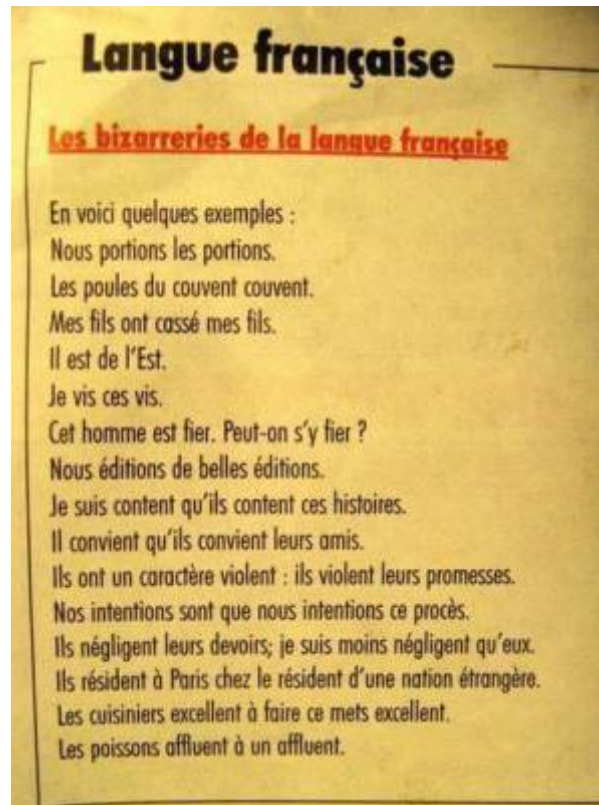 Langue française
Les bizarreries de la langue française
En voici quelques exemples :
Nous portions les portions.
Les poules du couvent couvent.
Mes fils ont cassé mes fils.
Il est de l'Est.
Je vis ces vis.
Cet homme est fier. Peut-on s'y fier ?
Nous éditions de belles éditions.
Je suis content qu'ils content ces histoires.
Il convient qu'ils convient leurs amis.
Ils ont un caractère violent : ils violent leurs promesses.
Nos intentions sont que nous intentions ce procès.
Ils négligent leurs devoirs; je suis moins négligent qu'eux.
Ils résident à Paris chez le résident d'une nation étrangère.
Les cuisiniers excellent à faire ce mets excellent.
Les poissons affluent à un affluent.